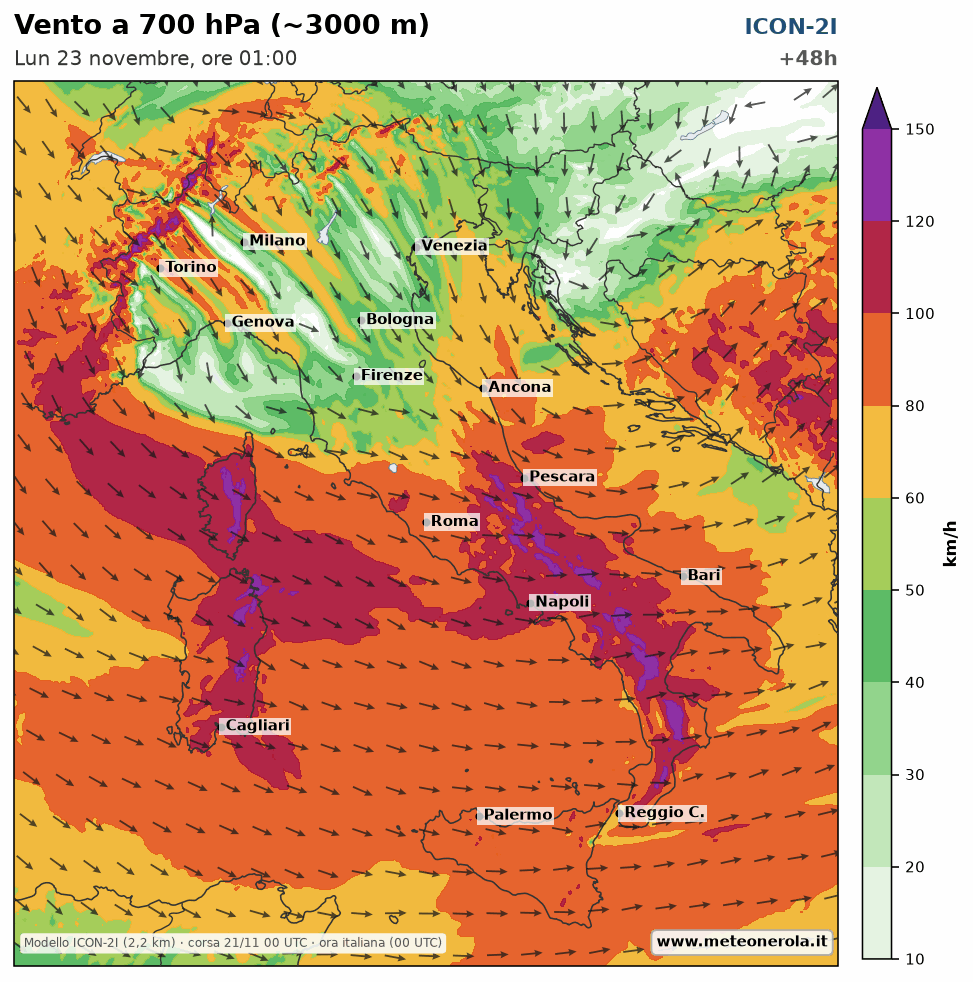 Vento a 700 hPa (~3000 m)
ICON-2I
Lun 23 novembre, ore 01:00
+48h
Milano
Venezia
Torino
Genova
Bologna
Firenze
Ancona
Pescara
Roma
Bari
Napoli
Cagliari
Palermo
Reggio C.
150
120
100
80
60
50
40
30
20
10
km/h
Modello ICON-2I (2,2 km) · corsa 21/11 00 UTC · ora italiana (00 UTC)
www.meteonerola.it